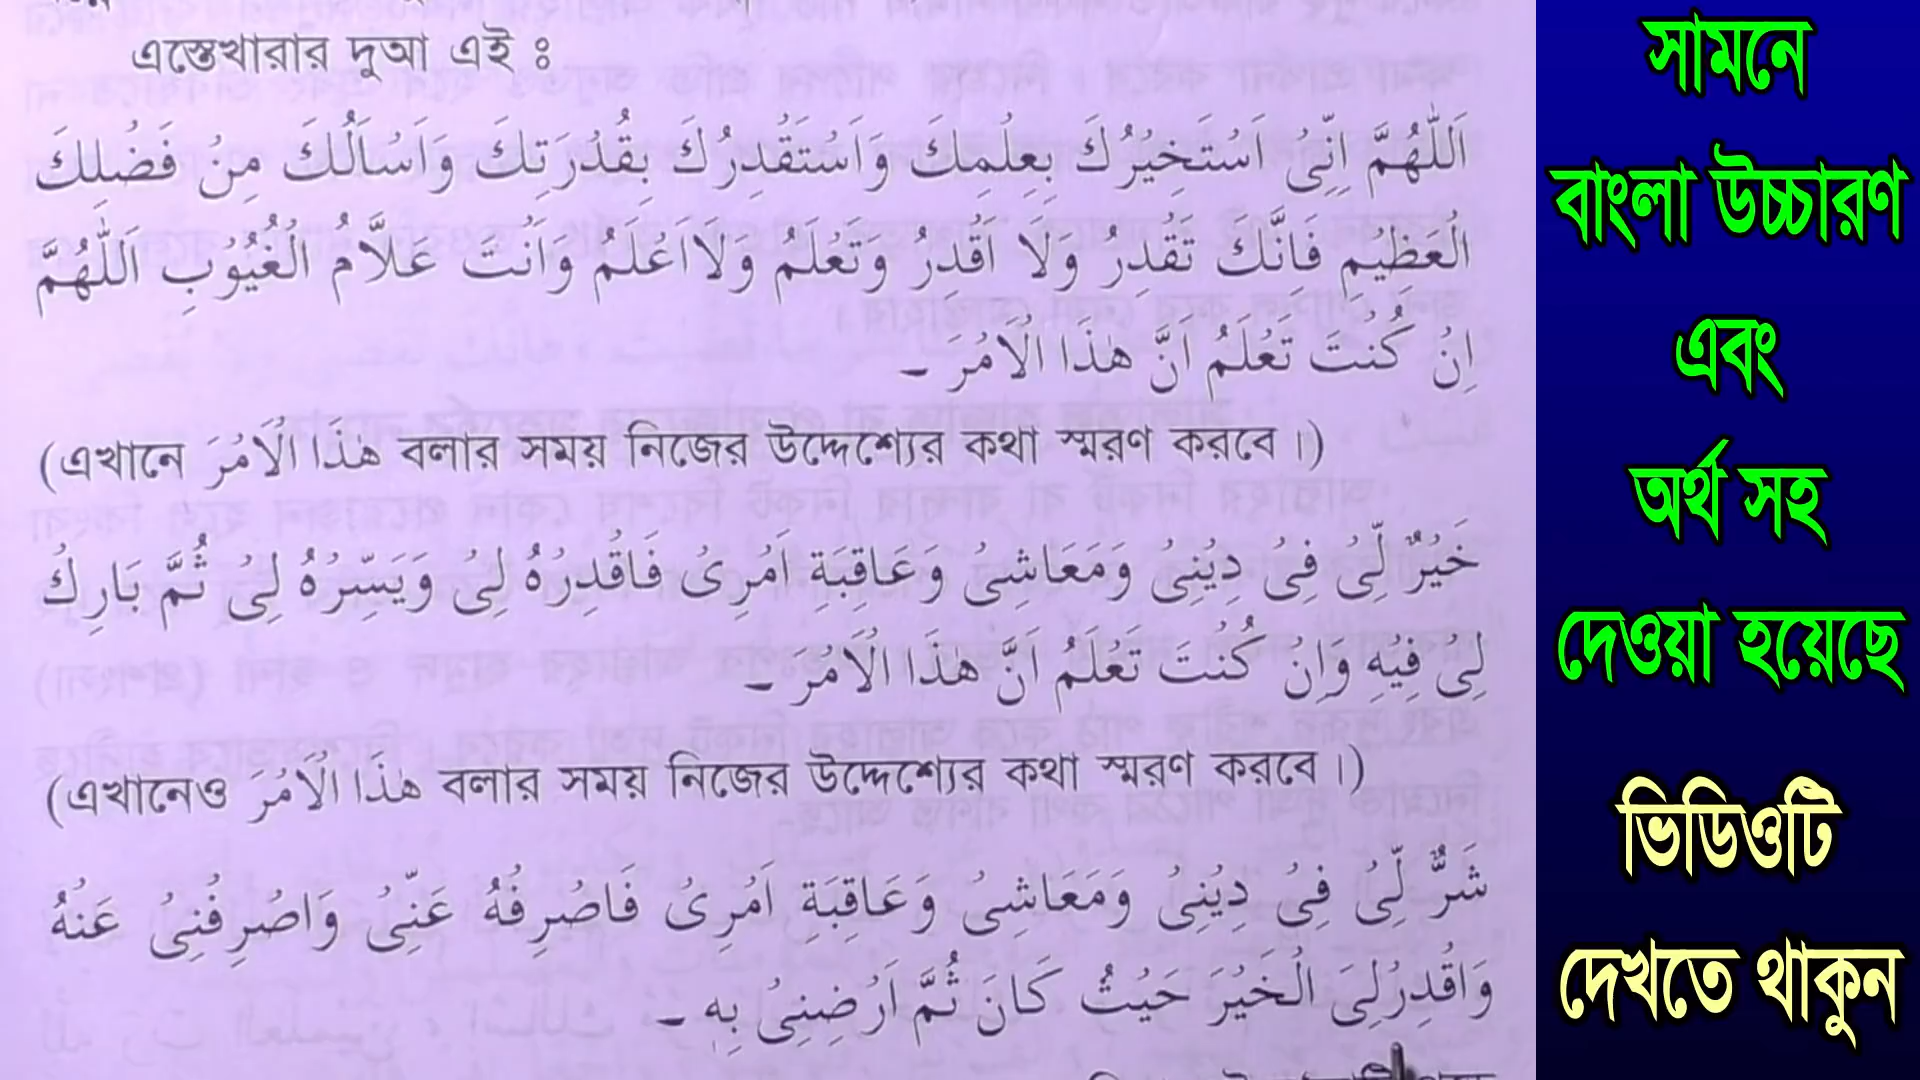 এস্তেখারার দুআ এই ঃ
اَللّٰهُمَّ اِنِّىْ اَسْتَخِيْرُكَ بِعِلْمِكَ وَاَسْتَقْدِرُكَ بِقُدْرَتِكَ وَاَسْاَلُكَ مِنْ فَضْلِكَ
الْعَظِيْمِ فَاِنَّكَ تَقْدِرُ وَلَا اَقْدِرُ وَتَعْلَمُ وَلَااَعْلَمُ وَاَنْتَ عَلَّامُ الْغُيُوْبِ اَللّٰهُمَّ
اِنْ كُنْتَ تَعْلَمُ اَنَّ هٰذَا الْاَمْرَ ـ
(এখানে هٰذَا الْاَمْرَ বলার সময় নিজের উদ্দেশ্যের কথা স্মরণ করবে।)
خَيْرٌ لِّىْ فِىْ دِيْنِىْ وَمَعَاشِىْ وَعَاقِبَةِ اَمْرِىْ فَاقْدِرْهُ لِىْ وَيَسِّرْهُ لِىْ ثُمَّ بَارِكْ
لِىْ فِيْهِ وَاِنْ كُنْتَ تَعْلَمُ اَنَّ هٰذَا الْاَمْرَ ـ
(এখানেও هٰذَا الْاَمْرَ বলার সময় নিজের উদ্দেশ্যের কথা স্মরণ করবে।)
شَرٌّ لِّىْ فِىْ دِيْنِىْ وَمَعَاشِىْ وَعَاقِبَةِ اَمْرِىْ فَاصْرِفْهُ عَنِّىْ وَاصْرِفْنِىْ عَنْهُ
وَاقْدِرْلِىَ الْخَيْرَ حَيْثُ كَانَ ثُمَّ اَرْضِنِىْ بِهٖ ـ
সামনে
বাংলা উচ্চারণ
এবং
অর্থ সহ
দেওয়া হয়েছে
ভিডিওটি
দেখতে থাকুন